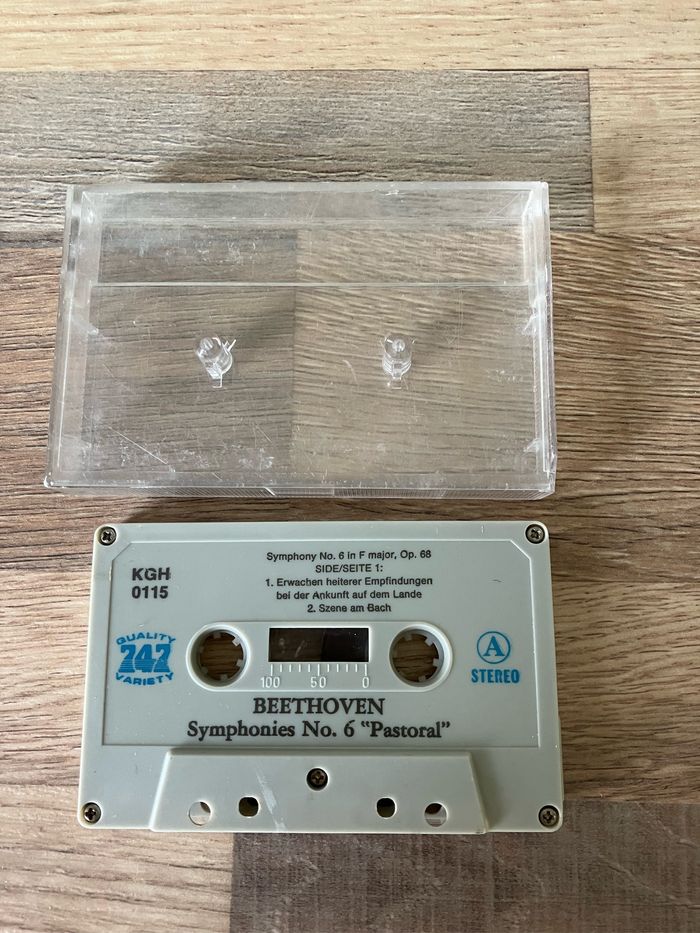 Symphony No. 6 in F major, Op. 68
SIDE/SEITE 1:
1. Erwachen heiterer Empfindungen
bei der Ankunft auf dem Lande
2. Szene am Bach
KGH
0115
QUALITY
747
VARIETY
A
STEREO
100 50 0
BEETHOVEN
Symphonies No. 6 "Pastoral"